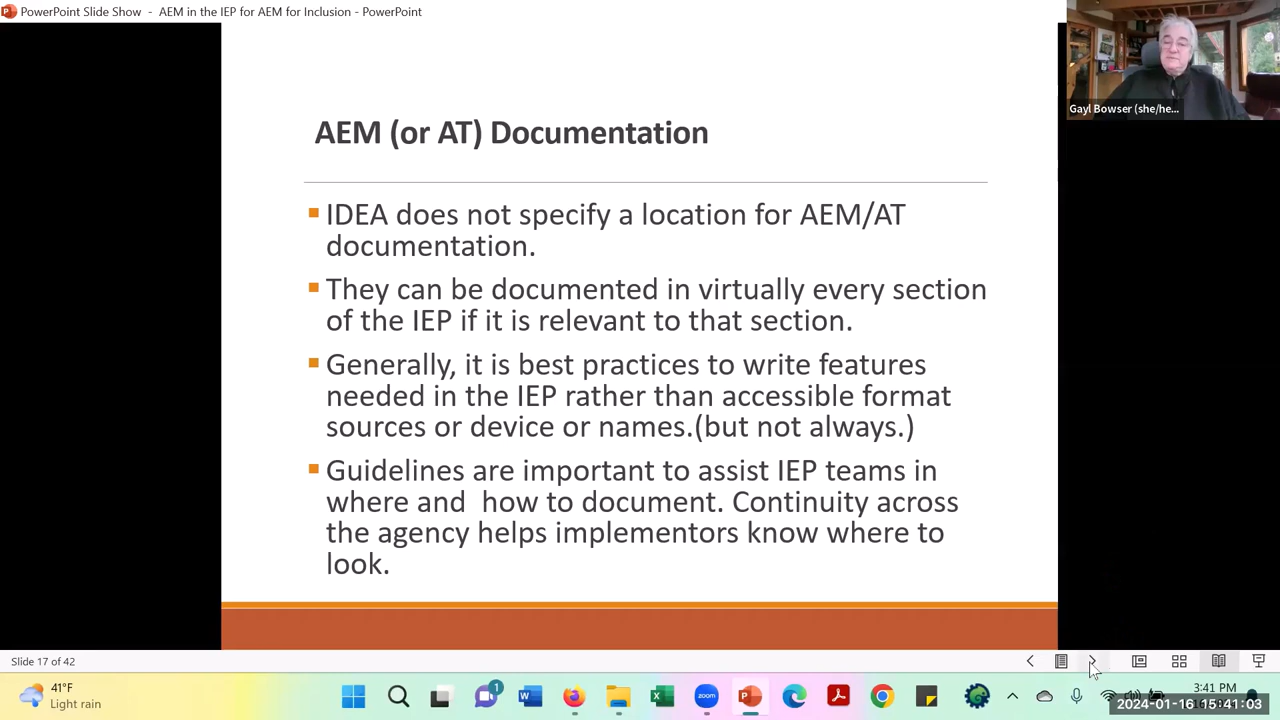 PowerPoint Slide Show - AEM in the IEP for AEM for Inclusion - PowerPoint
Gayl Bowser (she/he...
AEM (or AT) Documentation
IDEA does not specify a location for AEM/AT
documentation.
They can be documented in virtually every section
of the IEP if it is relevant to that section.
Generally, it is best practices to write features
needed in the IEP rather than accessible format
sources or device or names.(but not always.)
Guidelines are important to assist IEP teams in
where and how to document. Continuity across
the agency helps implementors know where to
look.
Slide 17 of 42
41°F
Light rain
1
zoom
3:41 PM
2024-01-16 15:41:03